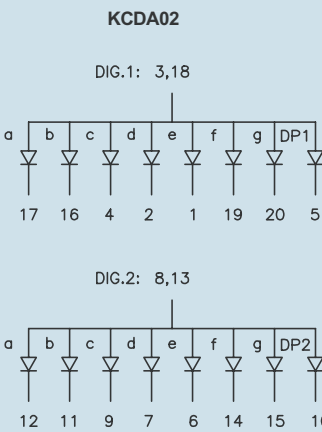 KCDA02
DIG.1: 3,18
a b c d e f g DP1
17 16 4 2 1 19 20 5
DIG.2: 8,13
a b c d e f g DP2
12 11 9 7 6 14 15